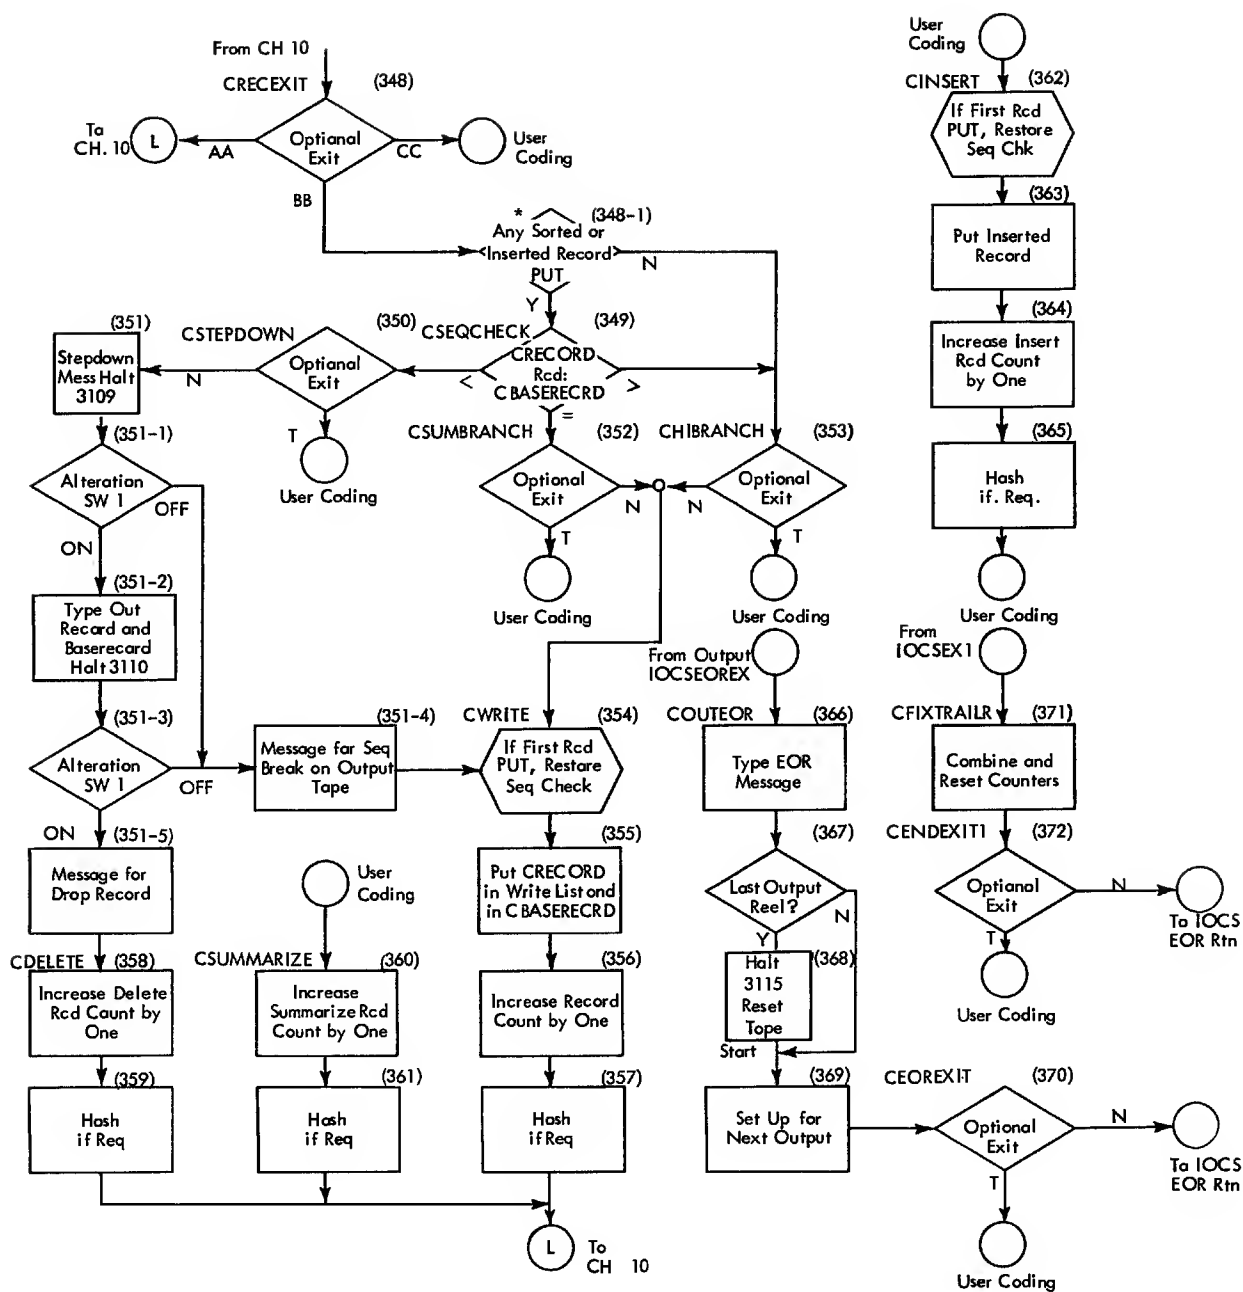 From CH 10
CRECEXIT
(348)
Optional
Exit
Ta
CH. 10
L
AA
CC
User
Coding
BB
*
(348-1)
Any Sorted or
Inserted Record
PUT
N
Y
(351)
Stepdown
Mess Halt
3109
N
CSTEPDOWN
(350)
Optional
Exit
T
User Coding
CSEQCHECK
(349)
CRECORD
Rcd:
CBASERECRD
<
>
=
(351-1)
Alteration
SW 1
OFF
ON
CSUMBRANCH
(352)
Optional
Exit
N
T
User Coding
CHIBRANCH
(353)
Optional
Exit
N
T
User Coding
(351-2)
Type Out
Record and
Baserecard
Halt 3110
(351-3)
Alteration
SW 1
OFF
ON
(351-4)
Message far Seq
Break on Output
Tape
CWRITE
(354)
If First Rcd
PUT, Restare
Seq Check
(351-5)
Message for
Drop Record
User
Coding
(355)
Put CRECORD
in Write List and
in CBASERECRD
CDELETE
(358)
Increase Delete
Rcd Caunt by
One
CSUMMARIZE
(360)
Increase
Summarize Rcd
Count by One
(356)
Increase Record
Count by One
(359)
Hash
if Req
(361)
Hash
if Req
(357)
Hash
if Req
L
To
CH 10
From Output
IOCSEOREX
COUTEOR
(366)
Type EOR
Message
(367)
Last Output
Reel?
N
Y
(368)
Halt
3115
Reset
Tope
Start
(369)
Set Up for
Next Output
CEOREXIT
(370)
Optional
Exit
N
T
Ta IOCS
EOR Rtn
User Coding
User
Coding
CINSERT
(362)
If First Rcd
PUT, Restore
Seq Chk
(363)
Put Inserted
Record
(364)
Increase Insert
Rcd Count
by One
(365)
Hash
if. Req.
User Coding
From
IOCSEX1
CFIXTRAILR
(371)
Combine and
Reset Counters
CENDEXIT1
(372)
Optianal
Exit
N
T
Ta IOCS
EOR Rtn
User Coding